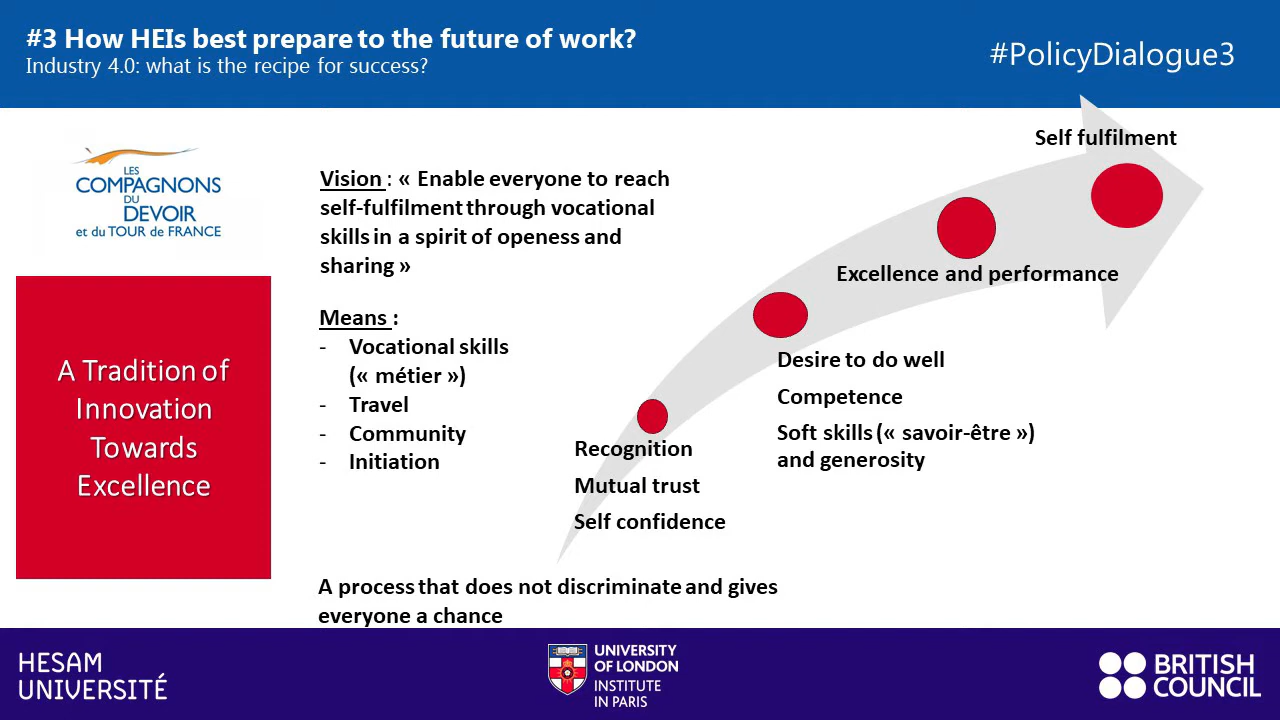 #3 How HEIs best prepare to the future of work?
Industry 4.0: what is the recipe for success?
#PolicyDialogue3
LES
COMPAGNONS
DU
DEVOIR
et du TOUR de FRANCE
A Tradition of
Innovation
Towards
Excellence
Vision : « Enable everyone to reach
self-fulfilment through vocational
skills in a spirit of openess and
sharing »
Means :
- Vocational skills
(« métier »)
- Travel
- Community
- Initiation
Recognition
Mutual trust
Self confidence
Desire to do well
Competence
Soft skills (« savoir-être »)
and generosity
Excellence and performance
Self fulfilment
A process that does not discriminate and gives
everyone a chance
HESAM
UNIVERSITÉ
UNIVERSITY
OF LONDON
INSTITUTE
IN PARIS
BRITISH
COUNCIL